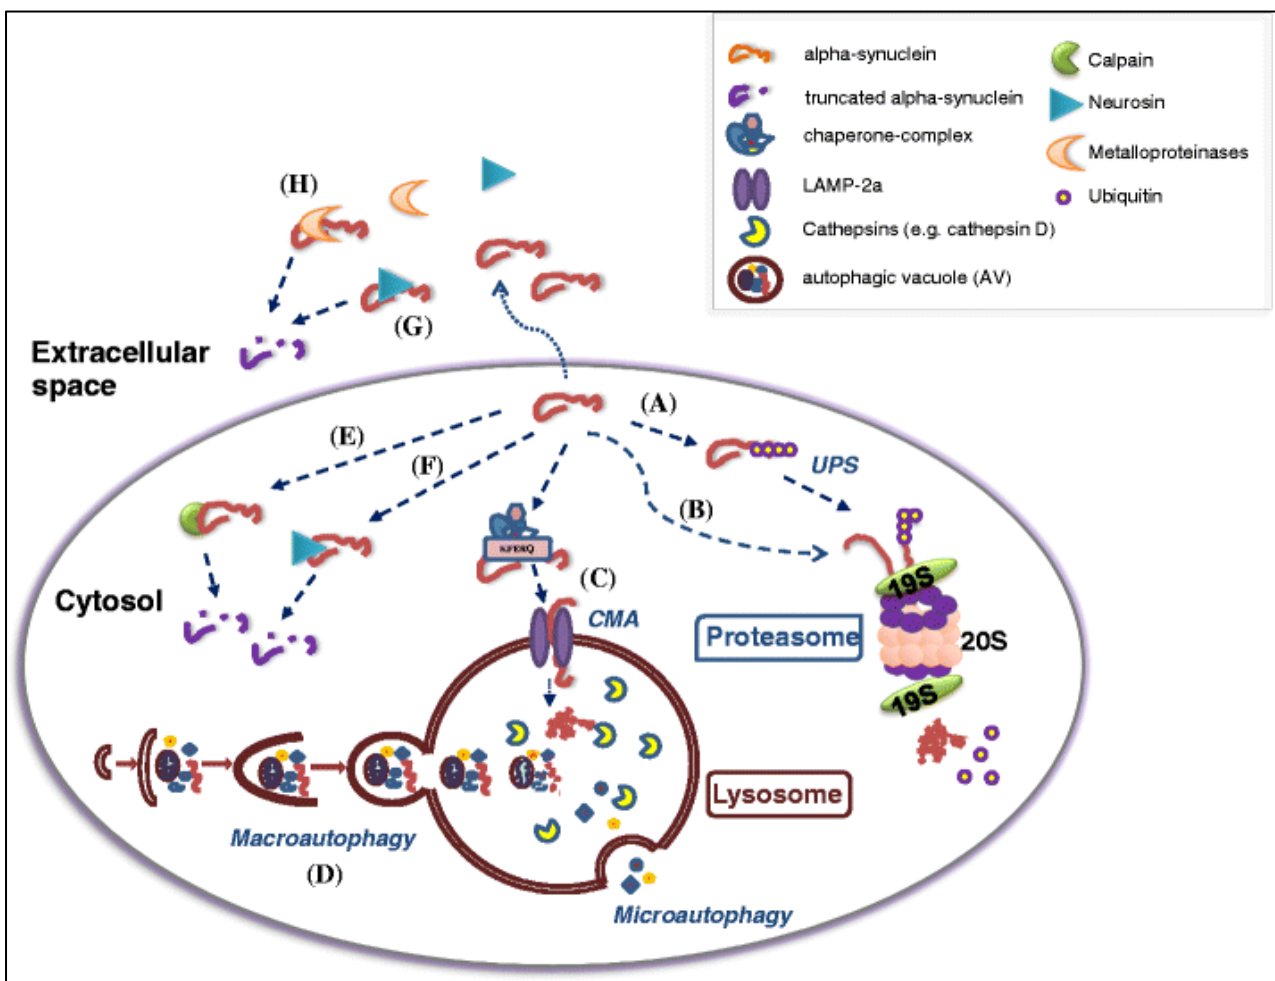 alpha-synuclein
truncated alpha-synuclein
chaperone-complex
LAMP-2a
Cathepsins (e.g. cathepsin D)
autophagic vacuole (AV)
Calpain
Neurosin
Metalloproteinases
Ubiquitin
(H)
(G)
Extracellular
space
(A)
(E)
(F)
UPS
(B)
KFERQ
(C)
CMA
Cytosol
19S
Proteasome
20S
19S
Lysosome
Macroautophagy
(D)
Microautophagy